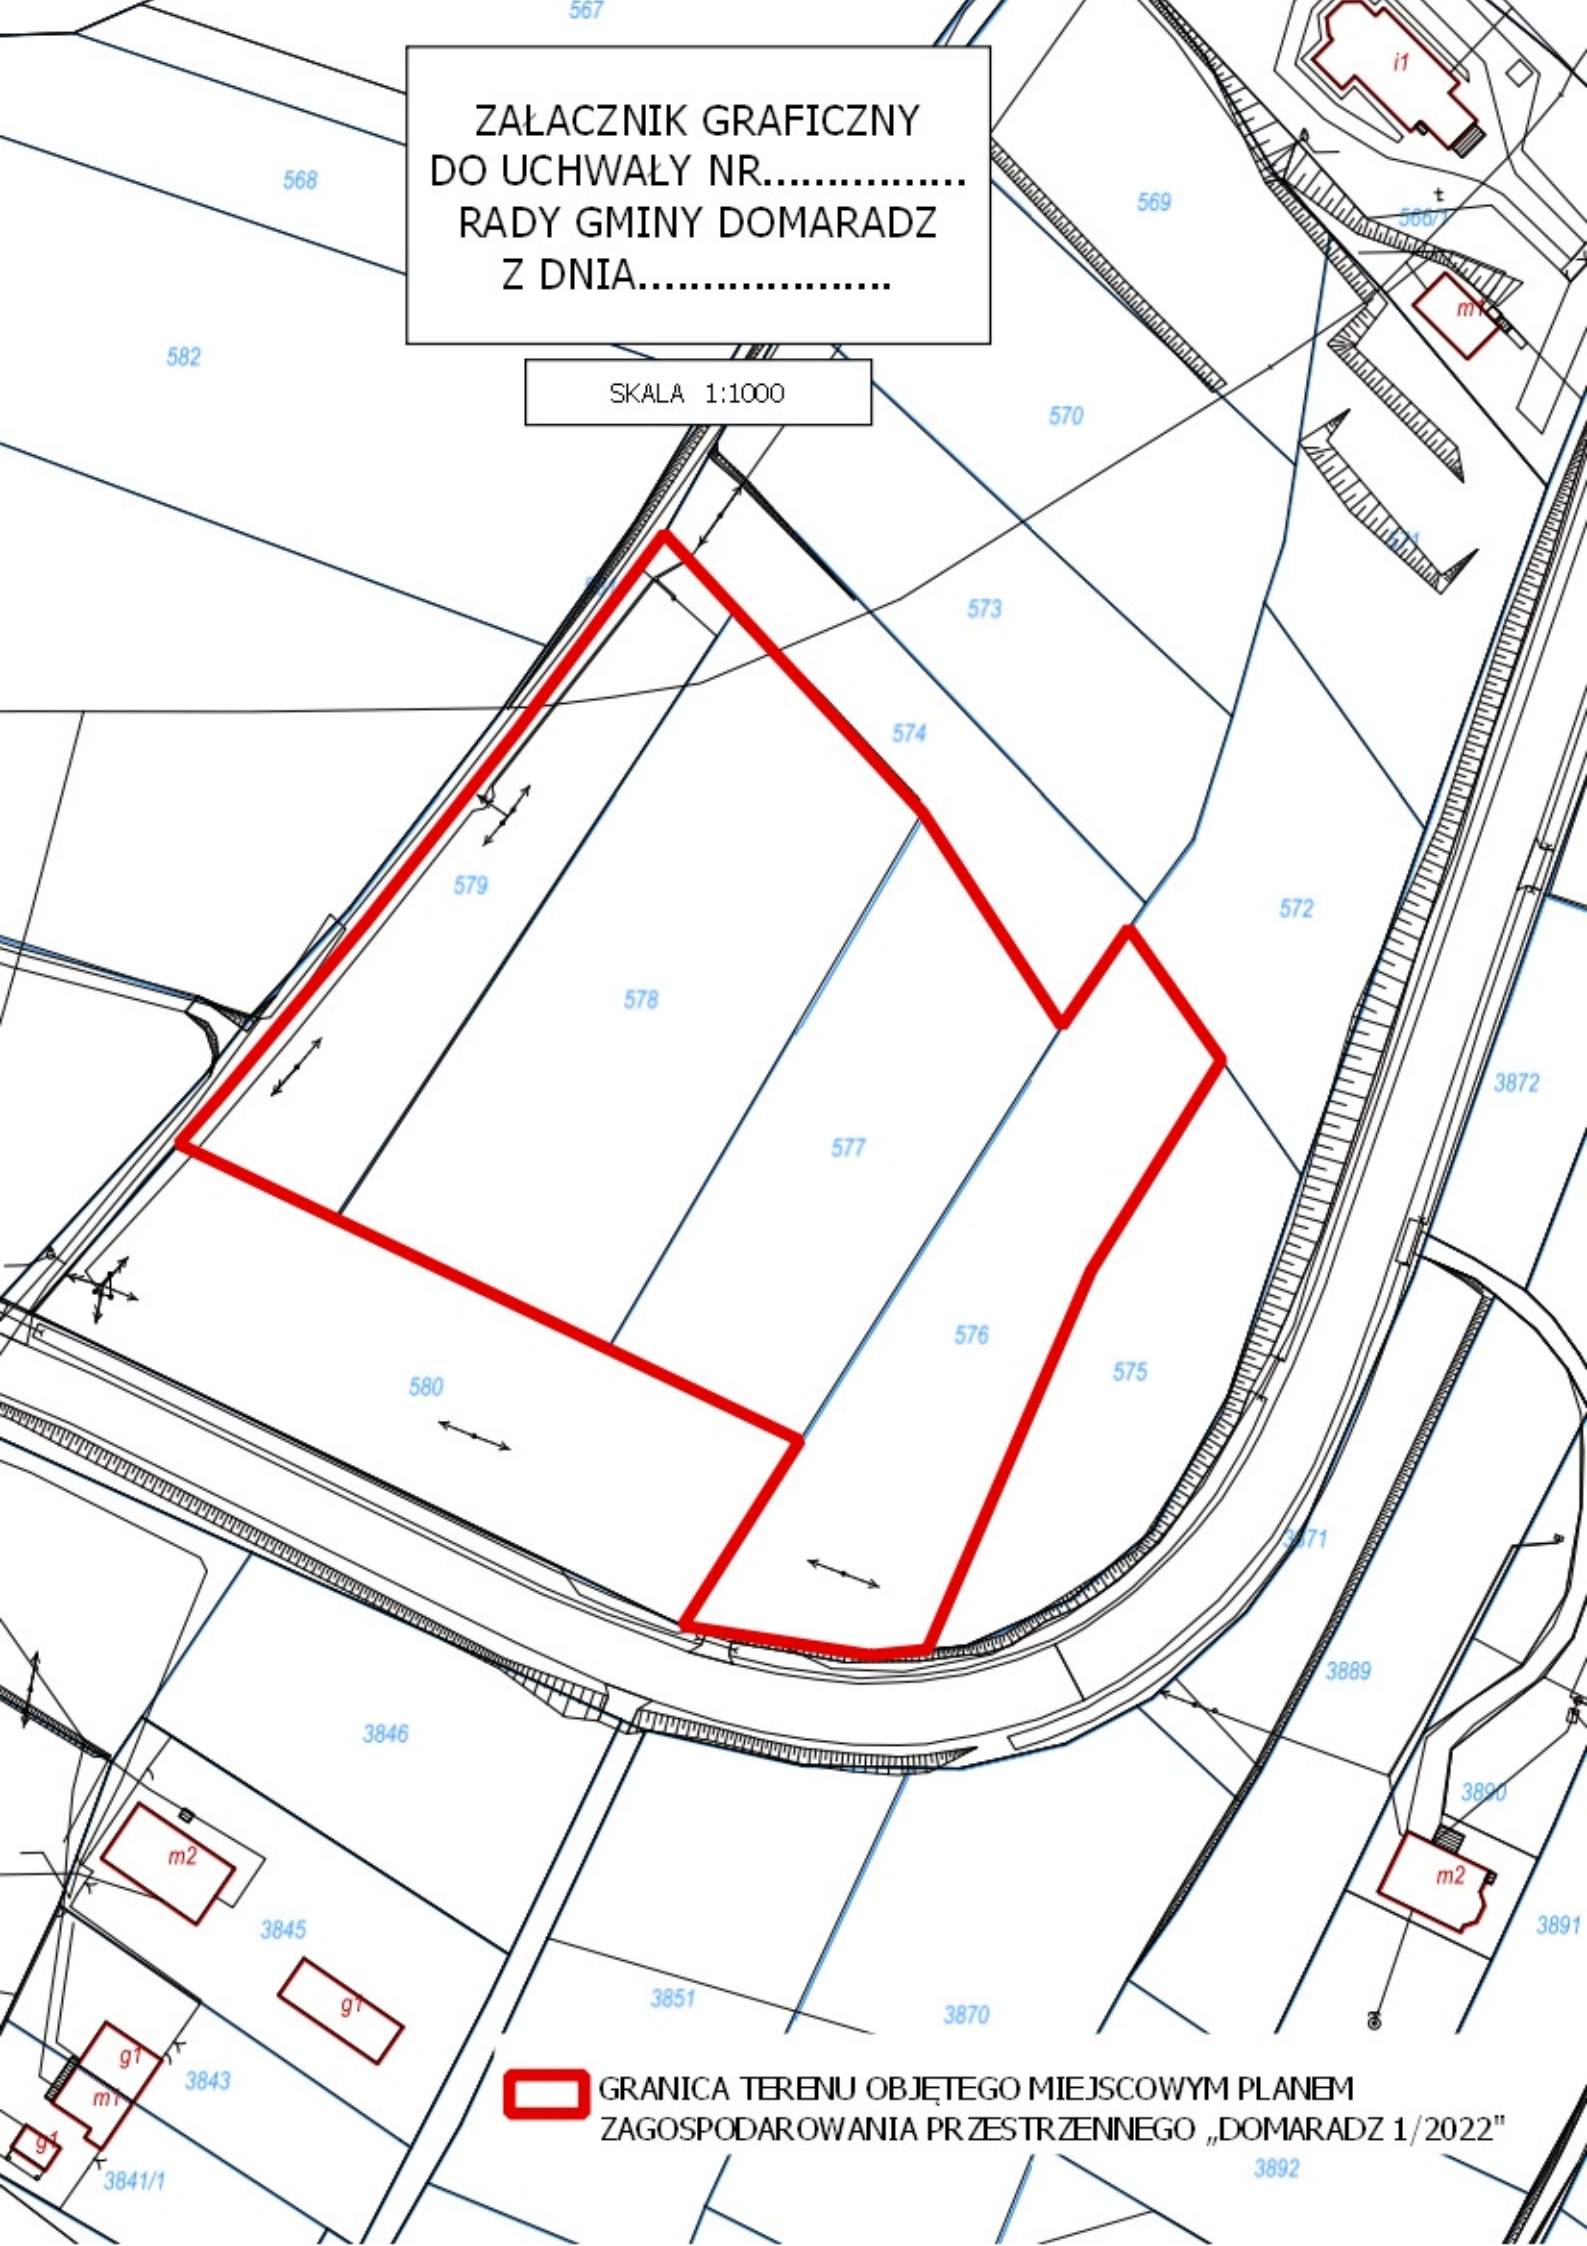 567
i1
ZAŁACZNIK GRAFICZNY
DO UCHWAŁY NR................
RADY GMINY DOMARADZ
Z DNIA....................
568
569
t
566/1
m1
582
SKALA 1:1000
570
573
574
579
572
578
3872
577
576
575
580
3871
3889
3846
3890
m2
m2
3845
3891
g1
3851
3870
g1
3843
m1
GRANICA TERENU OBJĘTEGO MIEJSCOWYM PLANEM
ZAGOSPODAROWANIA PRZESTRZENNEGO „DOMARADZ 1/2022"
g1
3841/1
3892